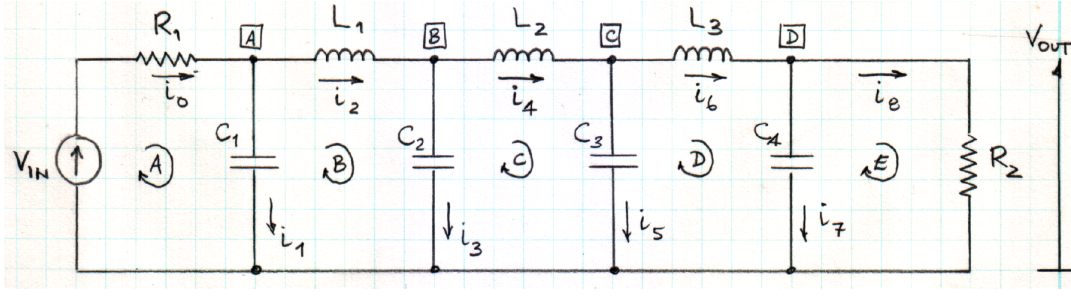 R1 A L1 B L2 C L3 D
VOUT
i0 i2 i4 i6 i8
VIN A C1 B C2 C C3 D C4 E R2
i1 i3 i5 i7